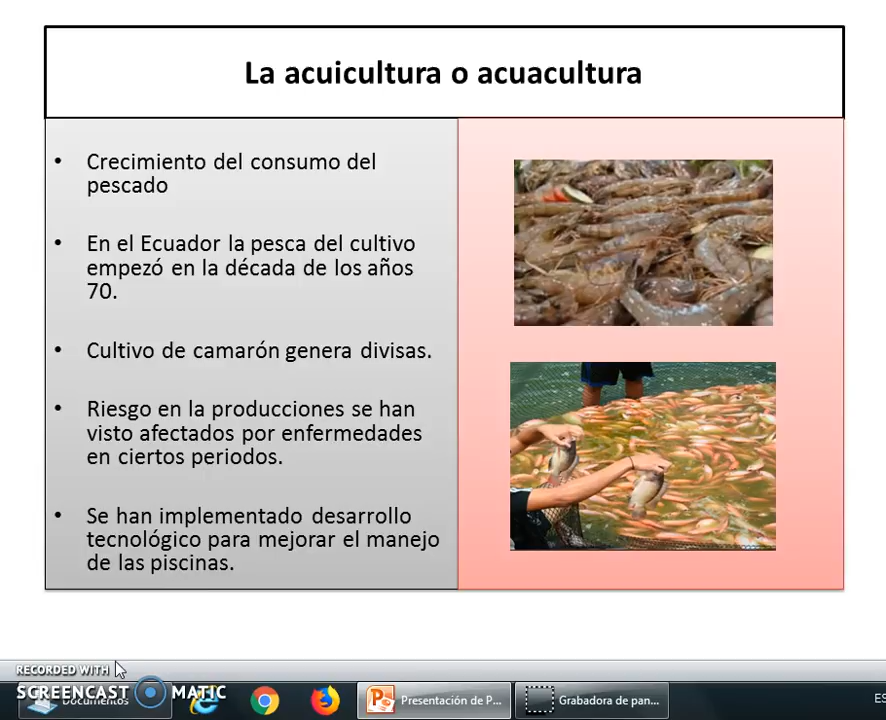 La acuicultura o acuacultura
• Crecimiento del consumo del
pescado
• En el Ecuador la pesca del cultivo
empezó en la década de los años
70.
• Cultivo de camarón genera divisas.
• Riesgo en la producciones se han
visto afectados por enfermedades
en ciertos periodos.
• Se han implementado desarrollo
tecnológico para mejorar el manejo
de las piscinas.
RECORDED WITH
SCREENCAST MATIC
Documentos
Presentación de P...
Grabadora de pan...
ES